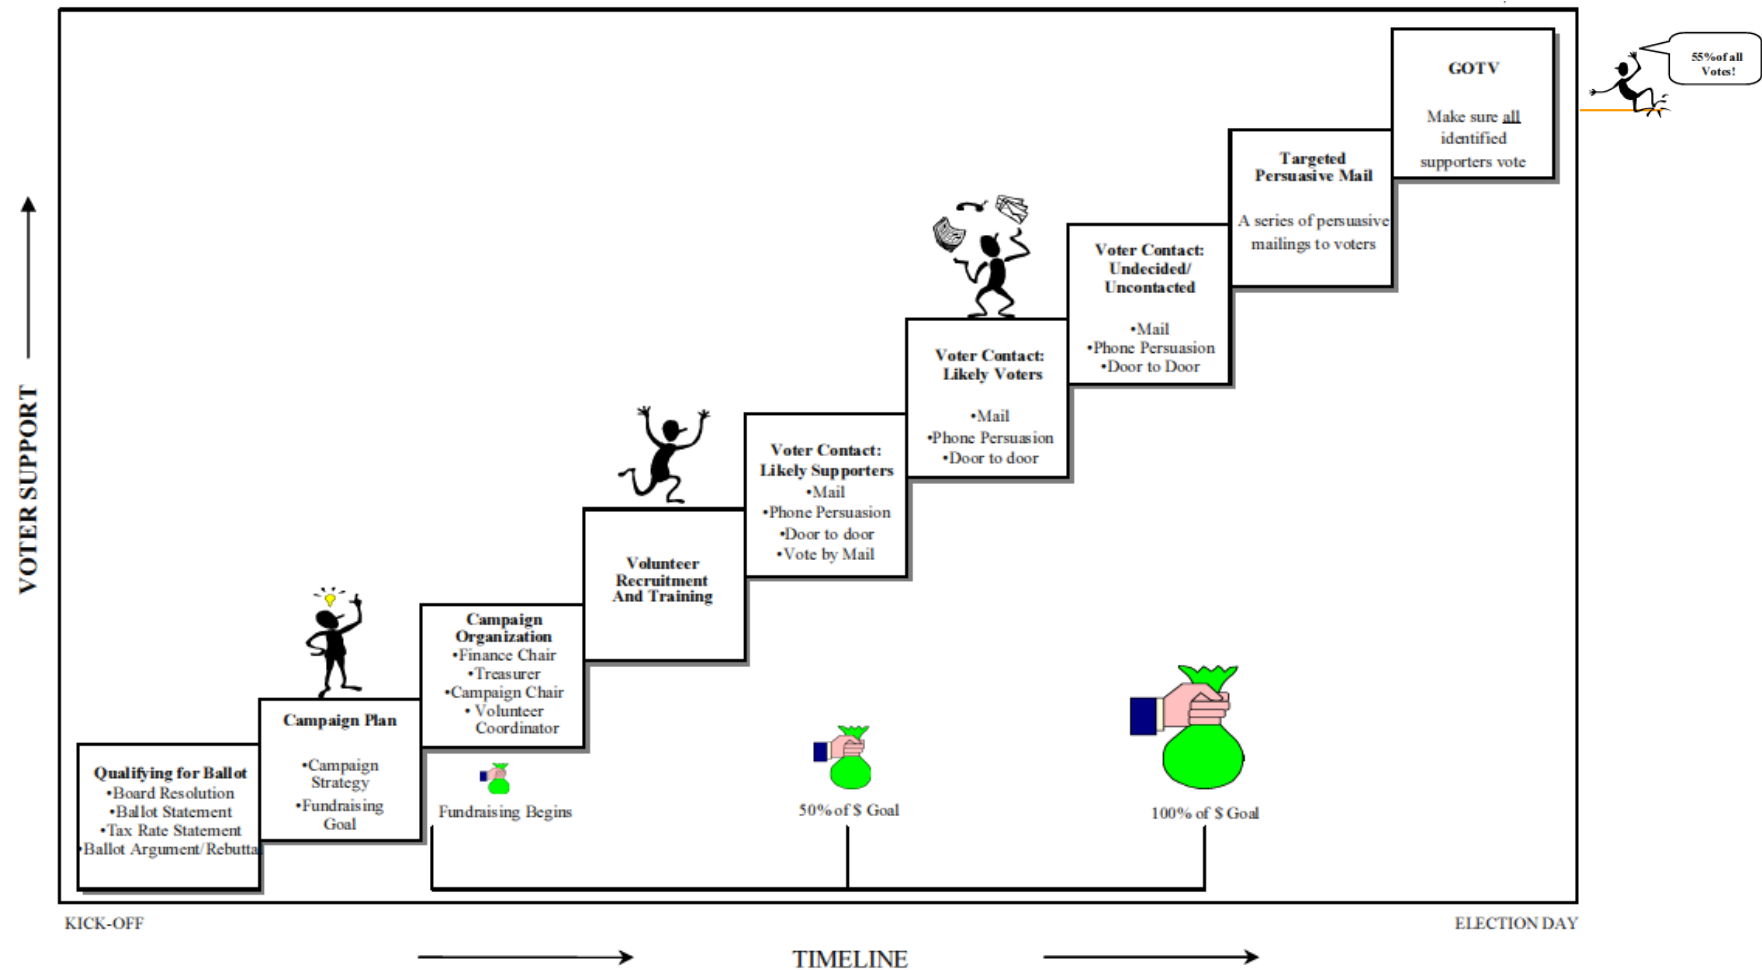 Qualifying for Ballot
•Board Resolution
•Ballot Statement
•Tax Rate Statement
•Ballot Argument/Rebutta
Campaign Plan
•Campaign
Strategy
•Fundraising
Goal
Campaign
Organization
•Finance Chair
•Treasurer
•Campaign Chair
• Volunteer
Coordinator
Volunteer
Recruitment
And Training
Voter Contact:
Likely Supporters
•Mail
•Phone Persuasion
•Door to door
•Vote by Mail
Voter Contact:
Likely Voters
•Mail
•Phone Persuasion
•Door to door
Voter Contact:
Undecided/
Uncontacted
•Mail
•Phone Persuasion
•Door to Door
Targeted
Persuasive Mail
A series of persuasive
mailings to voters
GOTV
Make sure all
identified
supporters vote
55%of all
Votes!
Fundraising Begins
50% of $ Goal
100% of $ Goal
VOTER SUPPORT
KICK-OFF
ELECTION DAY
TIMELINE